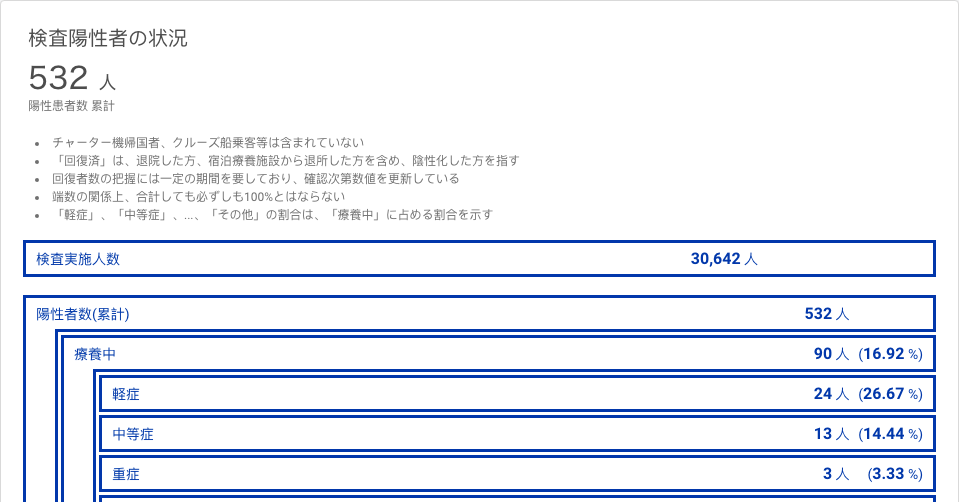 検査陽性者の状況
532 人
陽性患者数 累計
チャーター機帰国者、クルーズ船乗客等は含まれていない
「回復済」は、退院した方、宿泊療養施設から退所した方を含め、陰性化した方を指す
回復者数の把握には一定の期間を要しており、確認次第数値を更新している
端数の関係上、合計しても必ずしも100%とはならない
「軽症」、「中等症」、...、「その他」の割合は、「療養中」に占める割合を示す
検査実施人数 30,642 人
陽性者数(累計) 532 人
療養中 90 人 (16.92 %)
軽症 24 人 (26.67 %)
中等症 13 人 (14.44 %)
重症 3 人 (3.33 %)